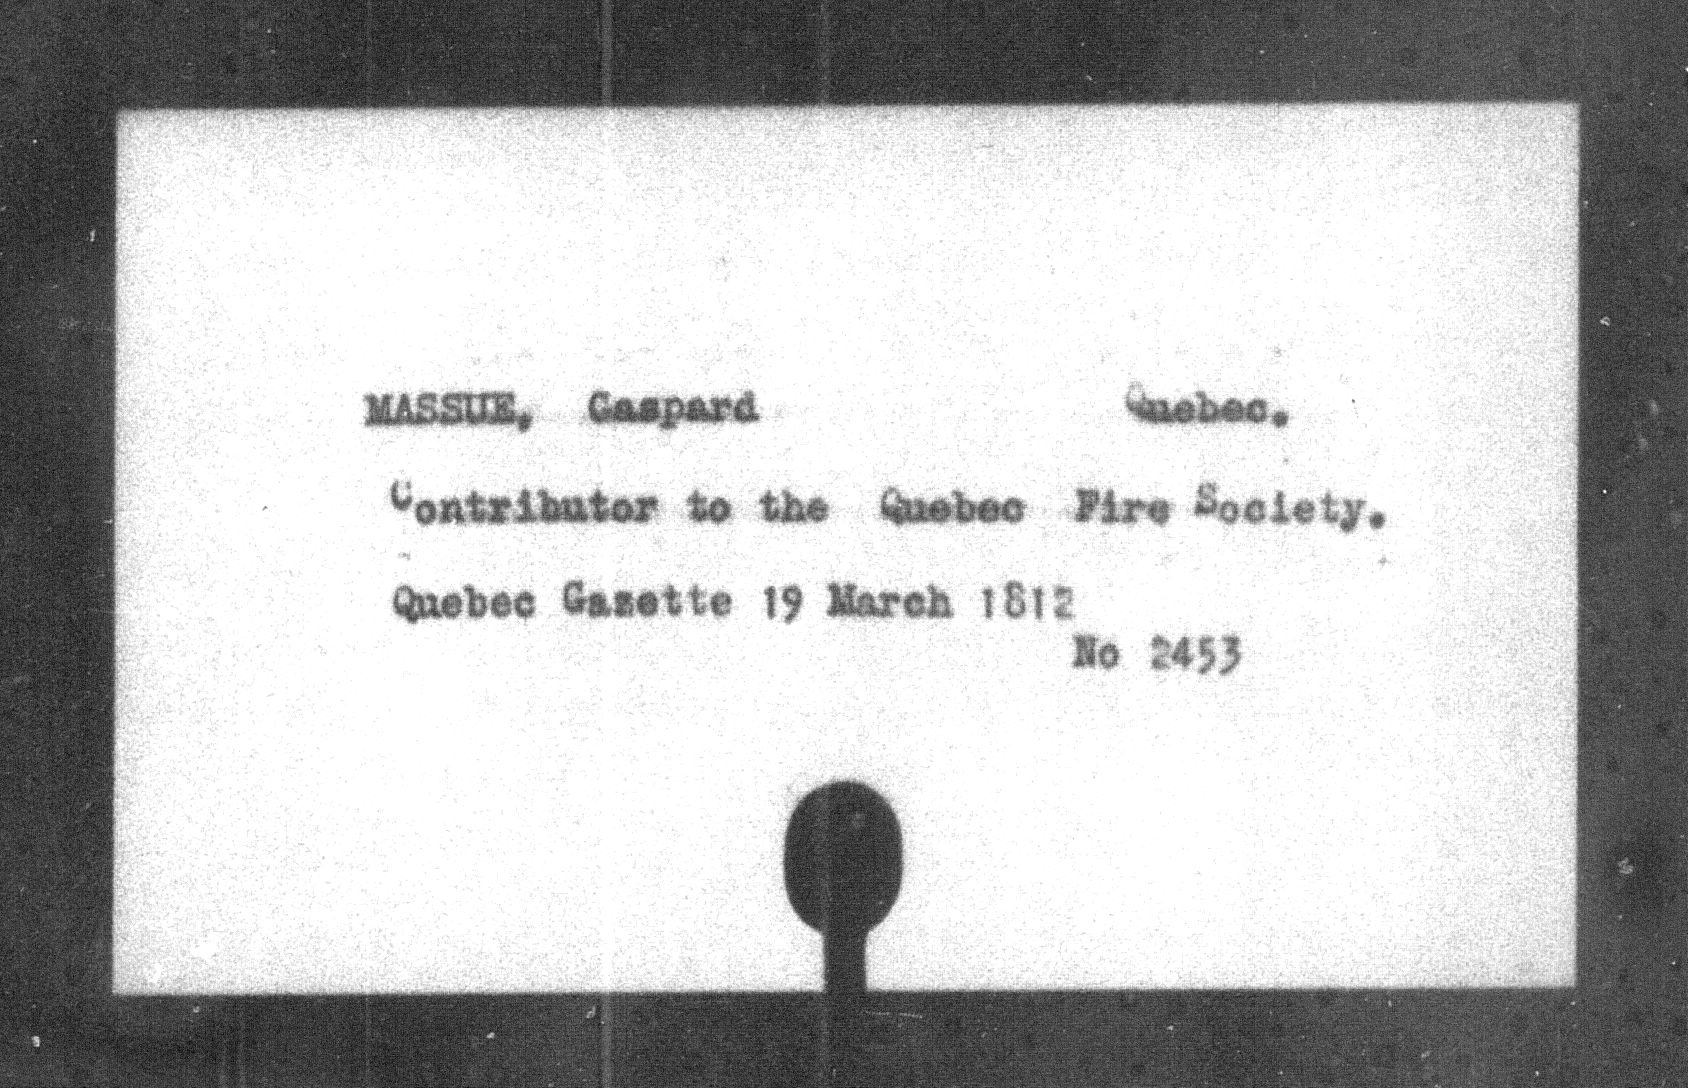 MASSUE, Gaspard Quebec.
Contributor to the Quebec Fire Society.
Quebec Gazette 19 March 1812
No 2453